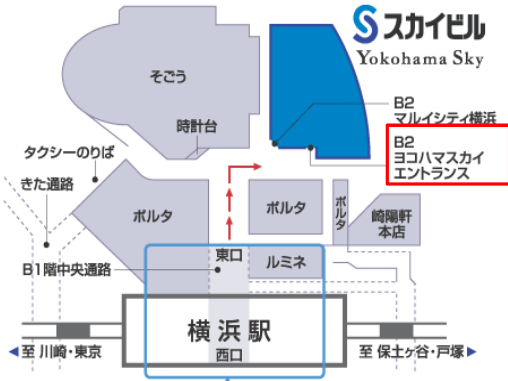 スカイビル
Yokohama Sky
そごう
時計台
B2
マルイシティ横浜
B2
ヨコハマスカイ
エントランス
タクシーのりば
きた通路
ポルタ
ポルタ
ポルタ
崎陽軒
本店
B1階中央通路
東口
ルミネ
横浜駅
西口
至 川崎・東京
至 保土ヶ谷・戸塚